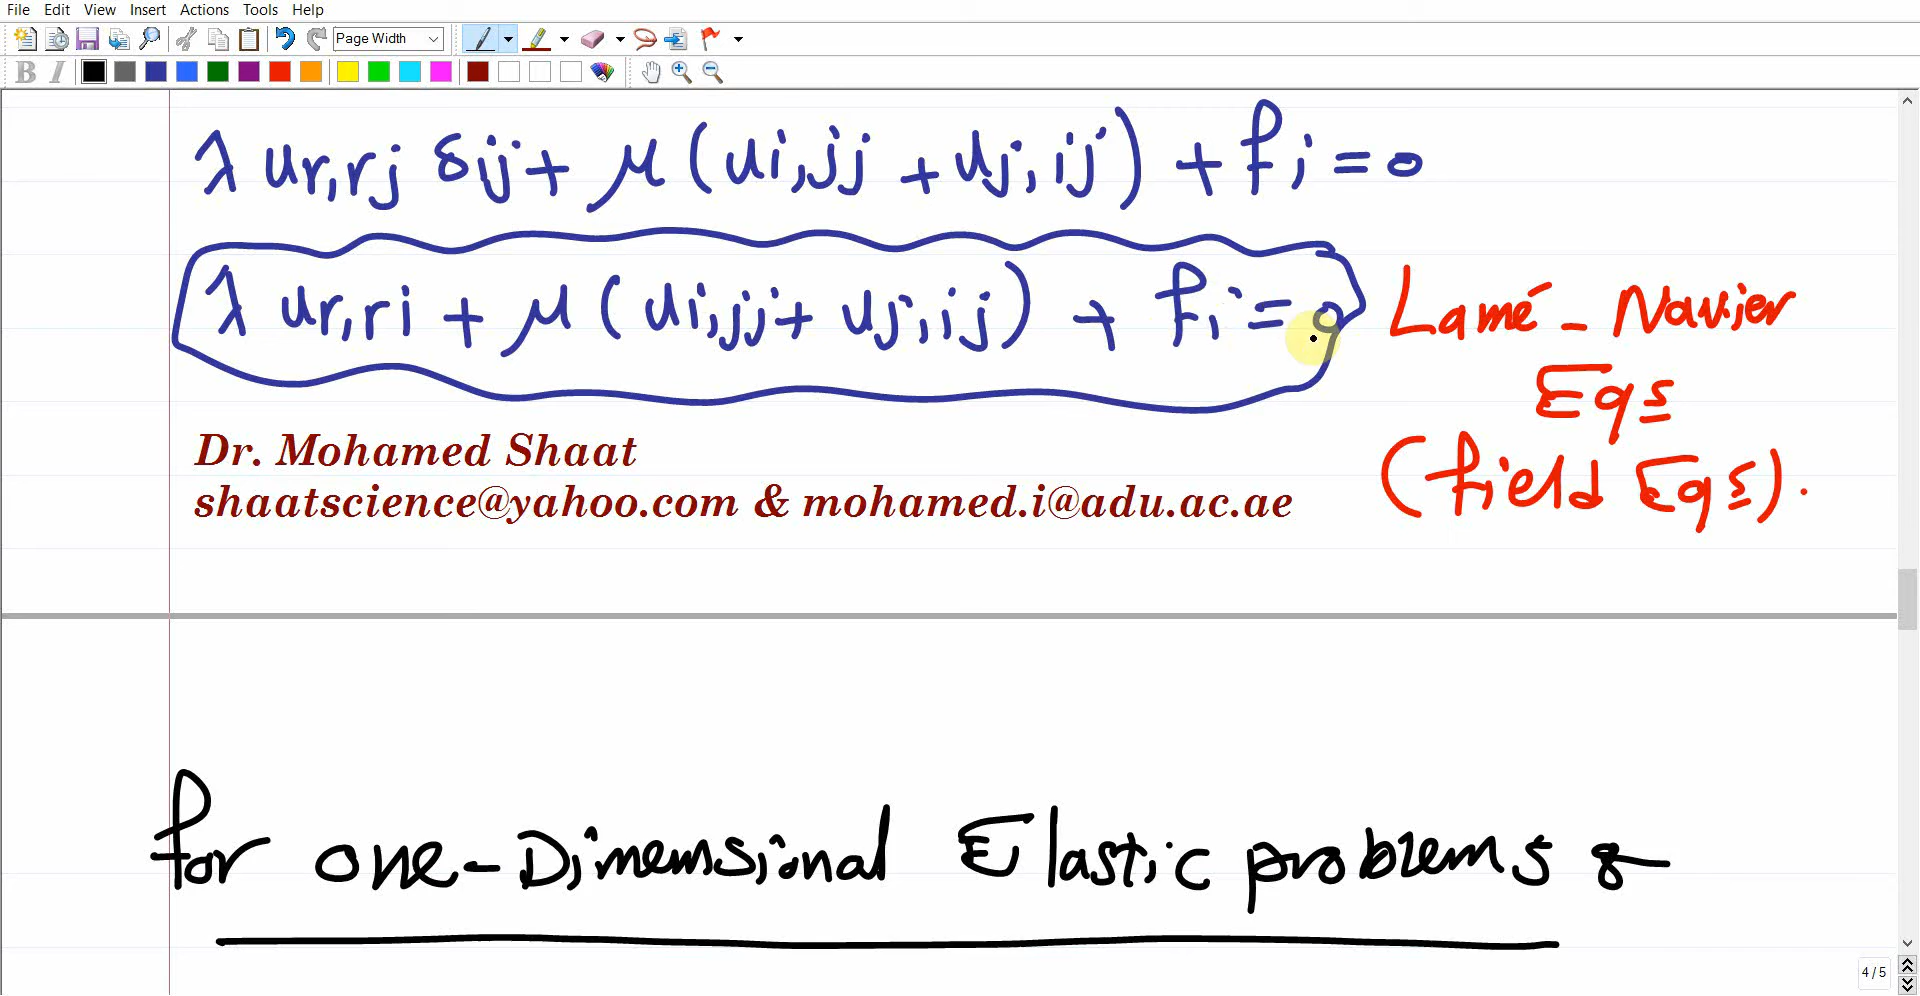 File Edit View Insert Actions Tools Help
Page Width
B I
λ ur,rj δij + μ (ui,jj + uj,ij) + fi = 0
λ ur,ri + μ (ui,jj + uj,ij) + fi = 0
Lamé - Navier
Eqs
(field Eqs).
Dr. Mohamed Shaat
shaatscience@yahoo.com & mohamed.i@adu.ac.ae
for one-Dimensional Elastic problems :-
4 / 5